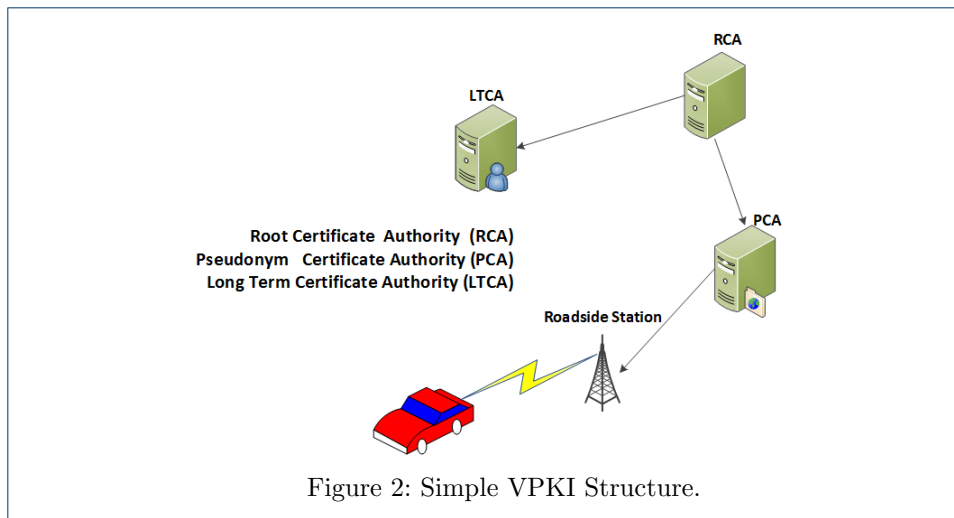 RCA
LTCA
PCA
Root Certificate Authority (RCA)
Pseudonym Certificate Authority (PCA)
Long Term Certificate Authority (LTCA)
Roadside Station
Figure 2: Simple VPKI Structure.